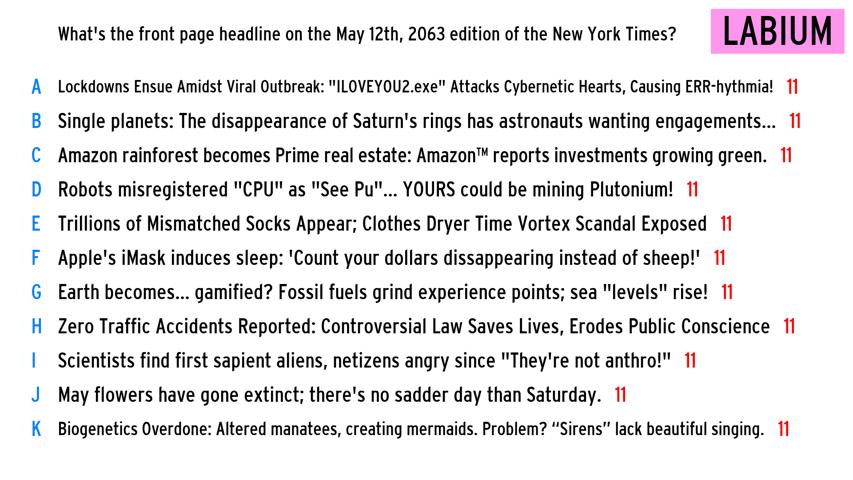 What's the front page headline on the May 12th, 2063 edition of the New York Times?
LABIUM
A Lockdowns Ensue Amidst Viral Outbreak: "ILOVEYOU2.exe" Attacks Cybernetic Hearts, Causing ERR-hythmia! 11
B Single planets: The disappearance of Saturn's rings has astronauts wanting engagements... 11
C Amazon rainforest becomes Prime real estate: Amazon™ reports investments growing green. 11
D Robots misregistered "CPU" as "See Pu"... YOURS could be mining Plutonium! 11
E Trillions of Mismatched Socks Appear; Clothes Dryer Time Vortex Scandal Exposed 11
F Apple's iMask induces sleep: 'Count your dollars dissappearing instead of sheep!' 11
G Earth becomes... gamified? Fossil fuels grind experience points; sea "levels" rise! 11
H Zero Traffic Accidents Reported: Controversial Law Saves Lives, Erodes Public Conscience 11
I Scientists find first sapient aliens, netizens angry since "They're not anthro!" 11
J May flowers have gone extinct; there's no sadder day than Saturday. 11
K Biogenetics Overdone: Altered manatees, creating mermaids. Problem? “Sirens” lack beautiful singing. 11